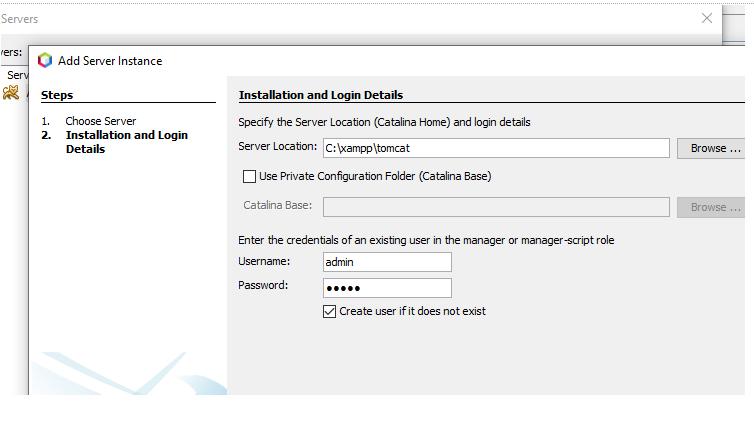 Servers
vers:
Serv
Add Server Instance
Steps
1. Choose Server
2. Installation and Login
Details
Installation and Login Details
Specify the Server Location (Catalina Home) and login details
Server Location: C:\xampp\tomcat Browse ...
Use Private Configuration Folder (Catalina Base)
Catalina Base: Browse ...
Enter the credentials of an existing user in the manager or manager-script role
Username: admin
Password: •••••
Create user if it does not exist